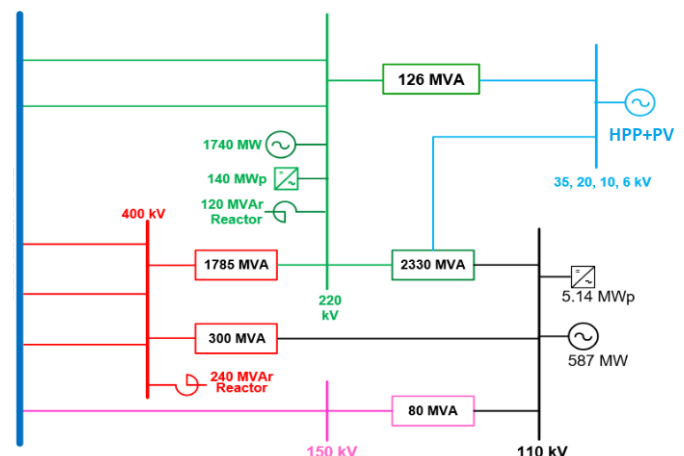 126 MVA
HPP+PV
1740 MW
140 MWp
35, 20, 10, 6 kV
120 MVAr
Reactor
400 kV
1785 MVA
2330 MVA
220
kV
5.14 MWp
300 MVA
587 MW
240 MVAr
Reactor
80 MVA
150 kV
110 kV